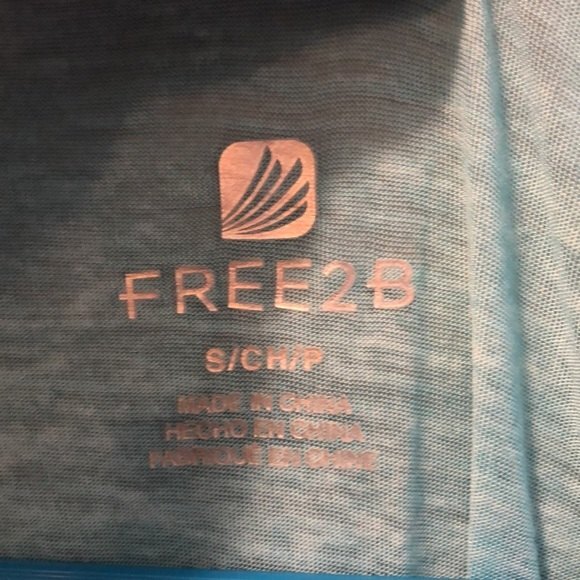 FREE2B
S/CH/P
MADE IN CHINA
HECHO EN CHINA
FABRIQUÉ EN CHINE